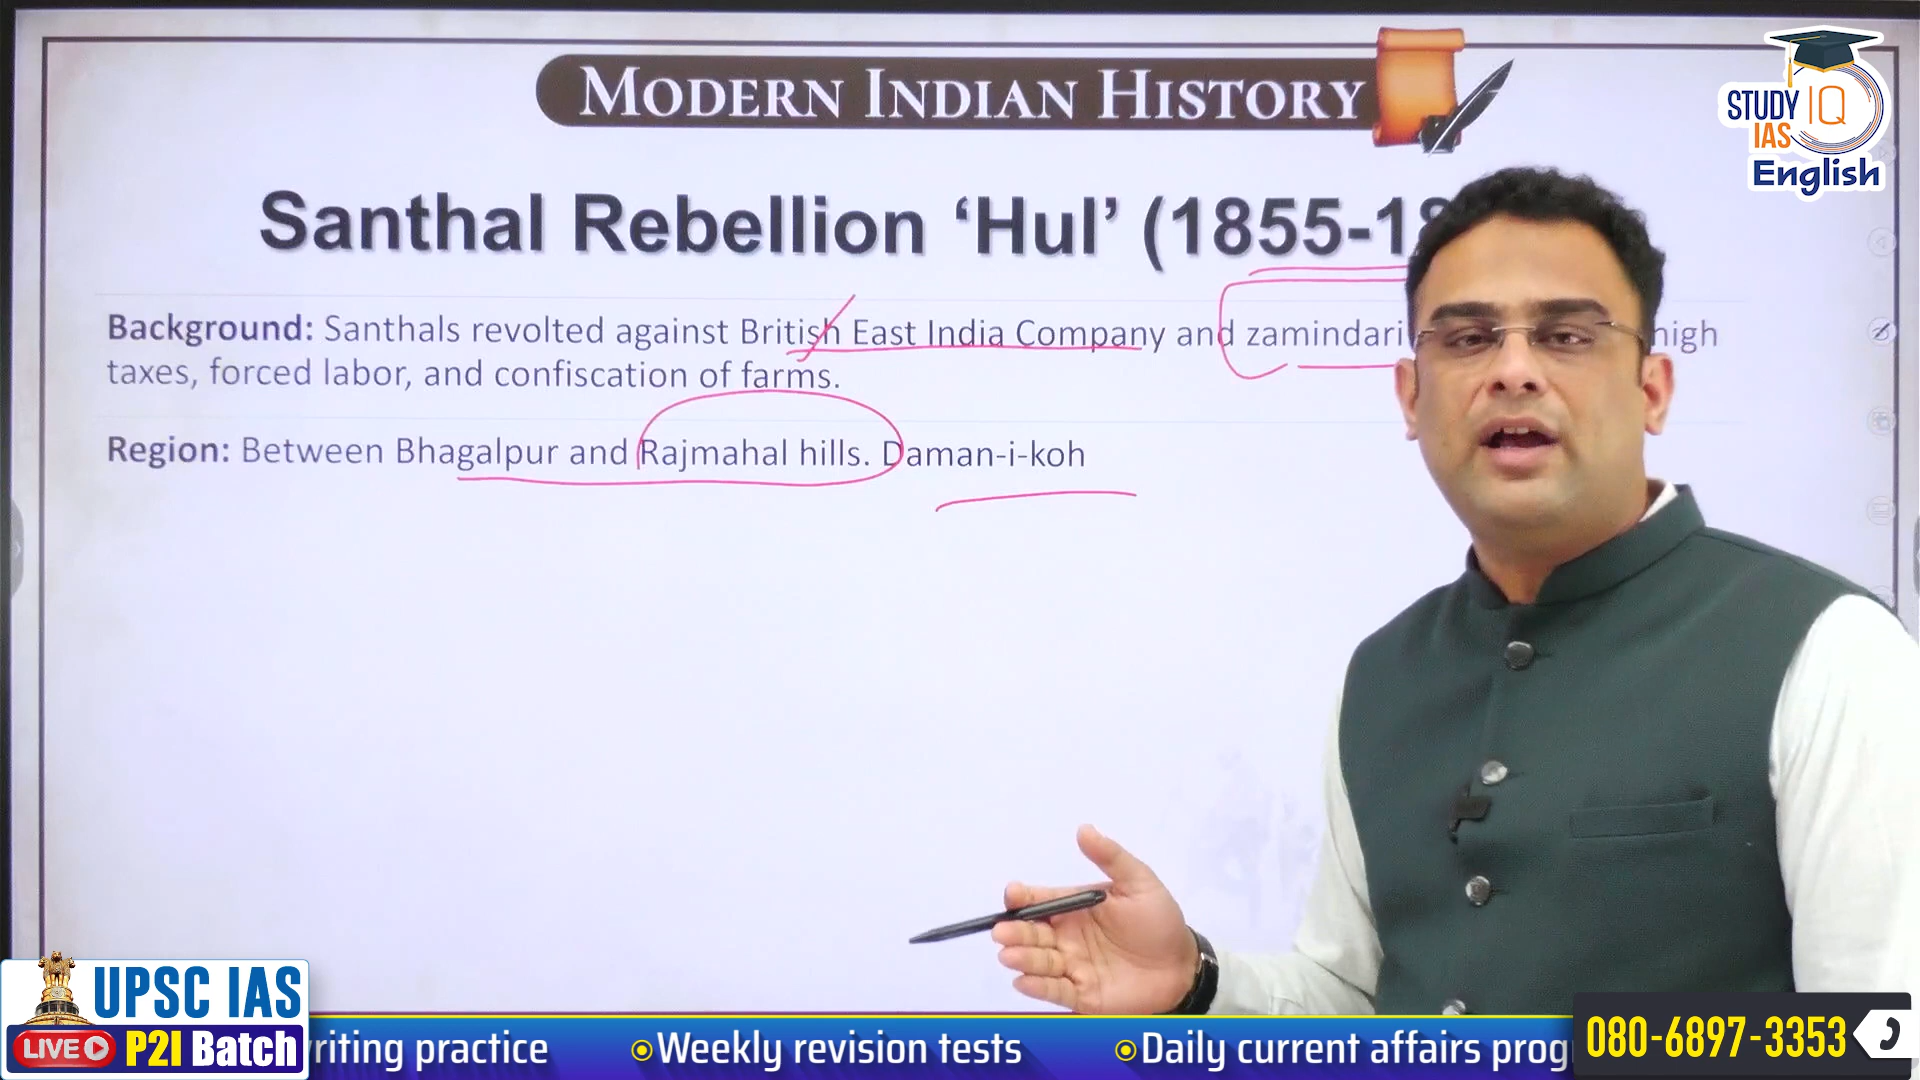 MODERN INDIAN HISTORY
STUDY IQ
IAS
English
Santhal Rebellion ‘Hul’ (1855-18
Background: Santhals revolted against British East India Company and zamindari high
taxes, forced labor, and confiscation of farms.
Region: Between Bhagalpur and Rajmahal hills. Daman-i-koh
UPSC IAS
LIVE P2I Batch
riting practice Weekly revision tests Daily current affairs prog
080-6897-3353